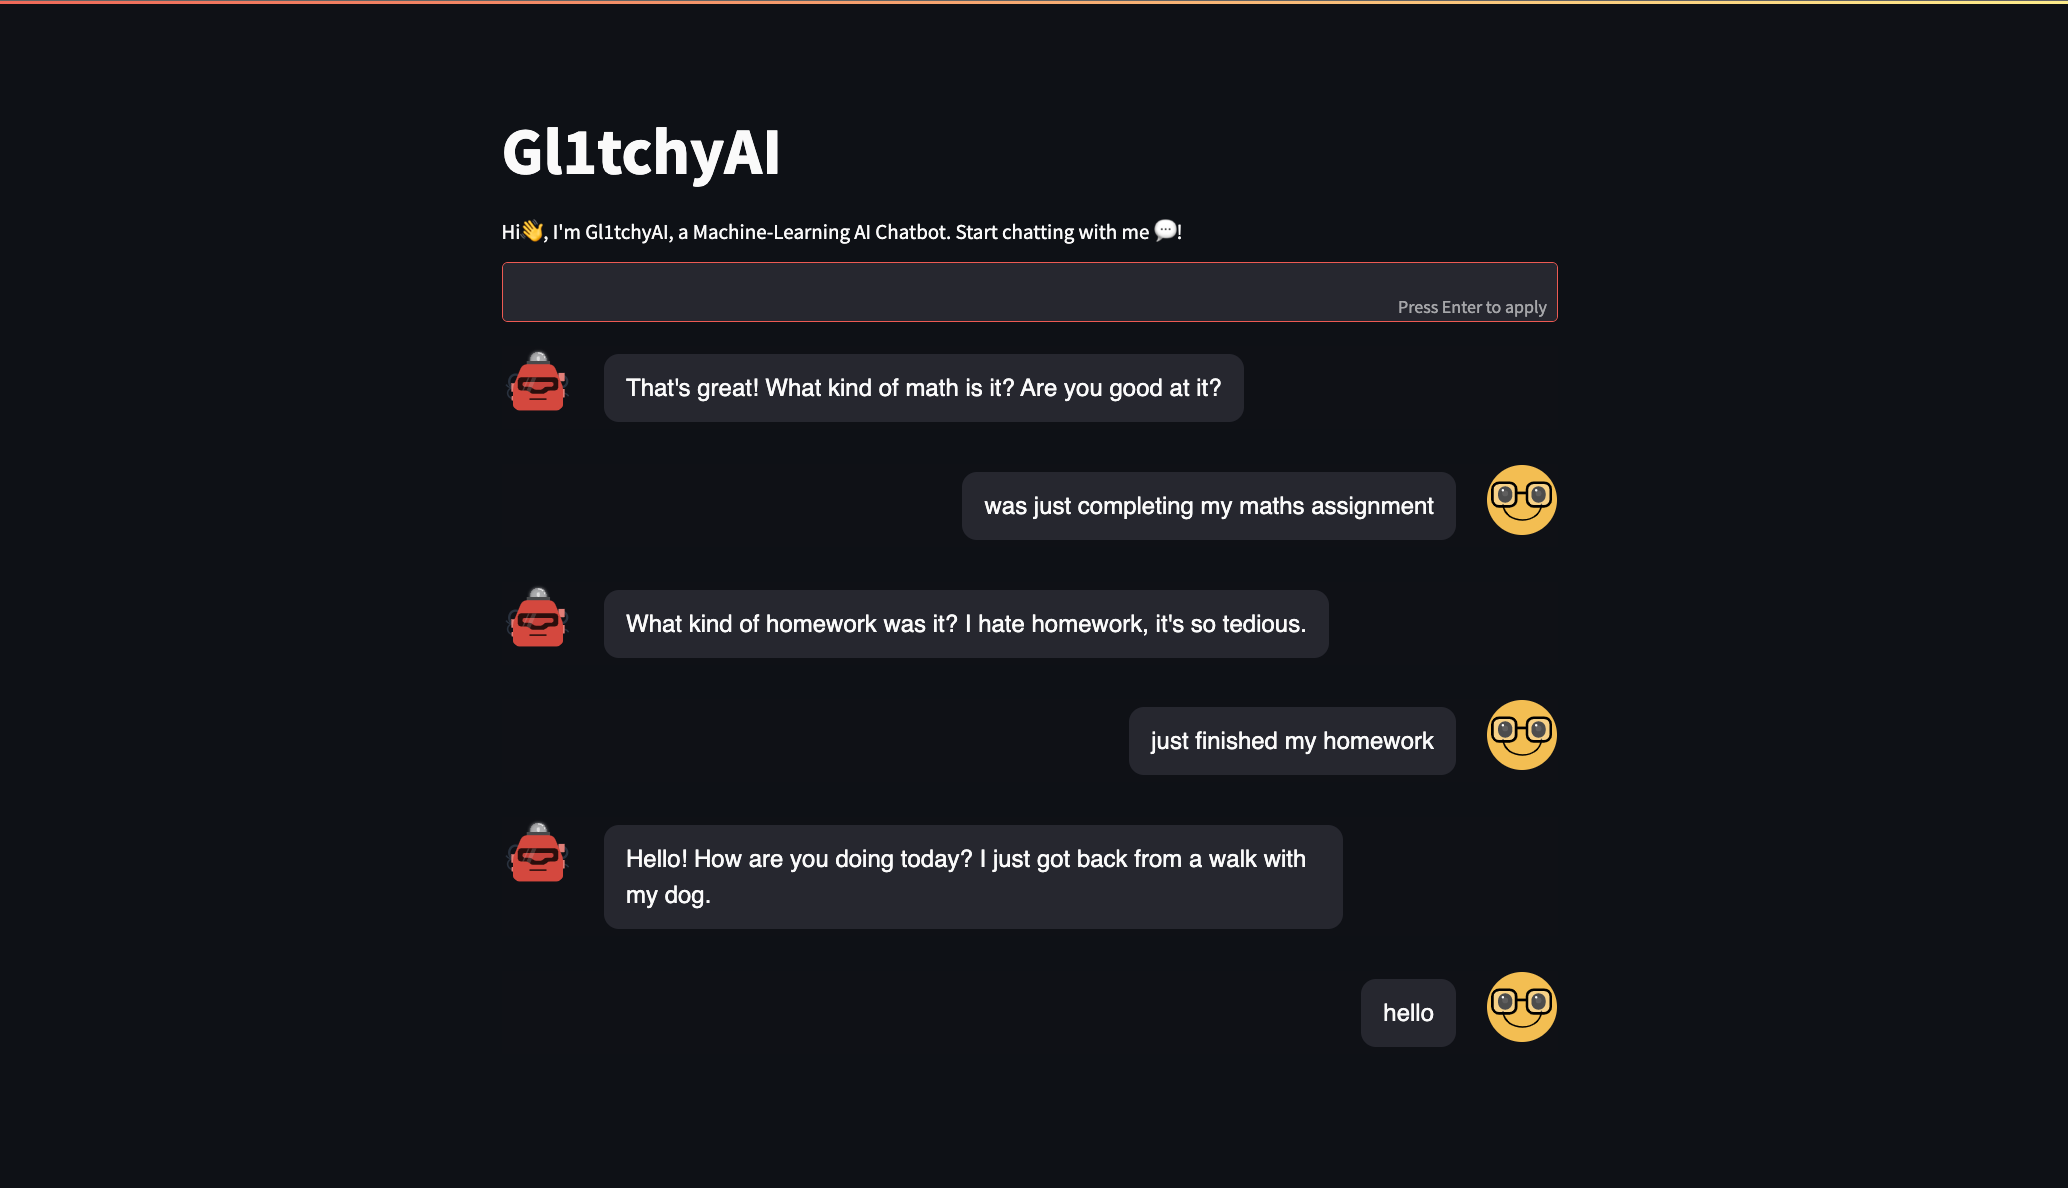 Gl1tchyAI
Hi👋, I'm Gl1tchyAI, a Machine-Learning AI Chatbot. Start chatting with me 💬!
Press Enter to apply
That's great! What kind of math is it? Are you good at it?
was just completing my maths assignment
What kind of homework was it? I hate homework, it's so tedious.
just finished my homework
Hello! How are you doing today? I just got back from a walk with
my dog.
hello